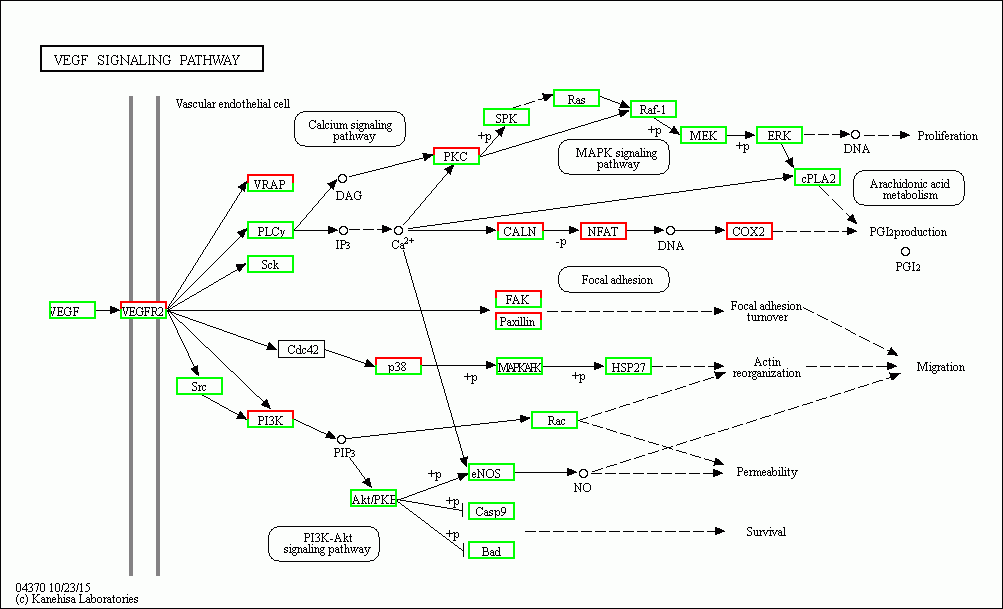 VEGF SIGNALING PATHWAY
Vascular endothelial cell
Calcium signaling
pathway
SPK
Ras
Raf-1
+p
+p
MEK
+p
ERK
DNA
Proliferation
MAPK signaling
pathway
PKC
VRAP
DAG
cPLA2
Arachidonic acid
metabolism
PLCγ
IP3
Ca2+
CALN
-p
NFAT
DNA
COX2
PGI2production
PGI2
Sck
Focal adhesion
VEGF
VEGFR2
FAK
Paxillin
Focal adhesion
turnover
Cdc42
p38
+p
MAPKAPK
+p
HSP27
Actin
reorganization
Migration
Src
PI3K
PIP3
Rac
Akt/PKB
+p
eNOS
NO
Permeability
+p
Casp9
+p
Bad
Survival
PI3K-Akt
signaling pathway
04370 10/23/15
(c) Kanehisa Laboratories